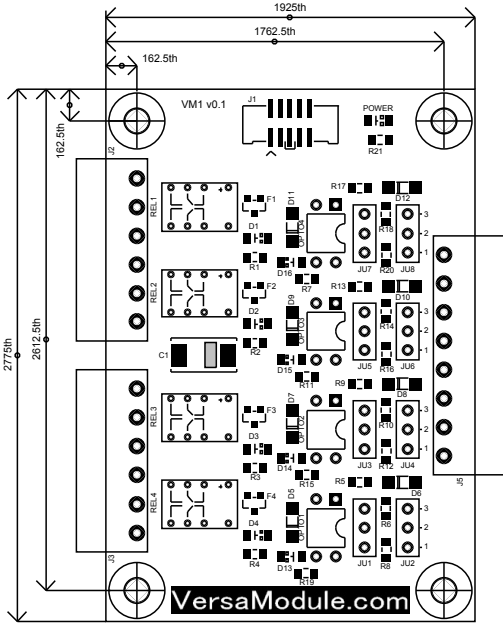 1925th
1762.5th
162.5th
162.5th
2775th
2612.5th
VM1 v0.1
J1
POWER
R21
J2
REL1
F1
D1
R1
D11
OPTO4
D16
R7
R17
D12
R18
R20
JU7
JU8
3
2
1
REL2
F2
D2
R2
D9
OPTO3
D15
R11
R13
D10
R14
R16
JU5
JU6
3
2
1
C1
REL3
F3
D3
R3
D7
OPTO2
D14
R15
R9
D8
R10
R12
JU3
JU4
3
2
1
J5
REL4
F4
D4
R4
D5
OPTO1
D13
R19
R5
D6
R6
R8
JU1
JU2
3
2
1
J3
VersaModule.com